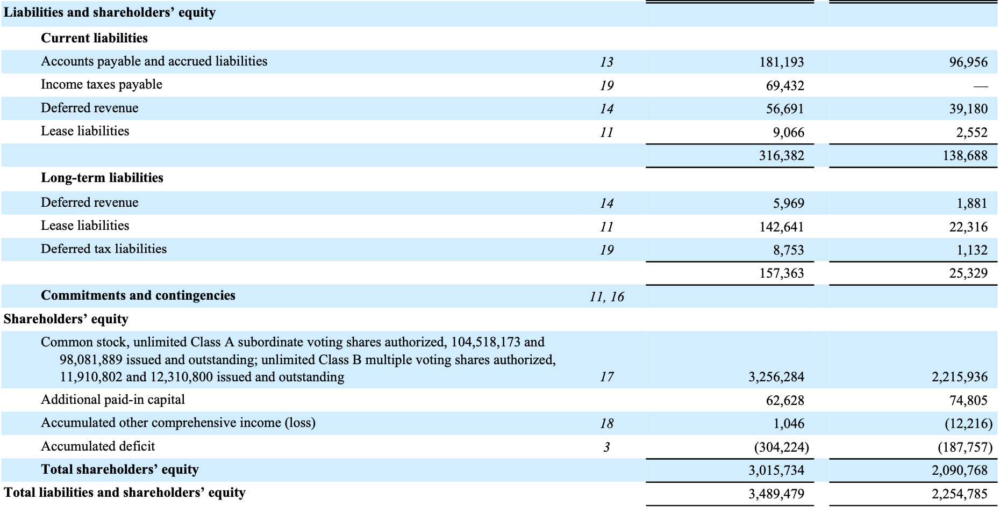 Liabilities and shareholders’ equity
Current liabilities
Accounts payable and accrued liabilities 13 181,193 96,956
Income taxes payable 19 69,432 —
Deferred revenue 14 56,691 39,180
Lease liabilities 11 9,066 2,552
316,382 138,688
Long-term liabilities
Deferred revenue 14 5,969 1,881
Lease liabilities 11 142,641 22,316
Deferred tax liabilities 19 8,753 1,132
157,363 25,329
Commitments and contingencies 11, 16
Shareholders’ equity
Common stock, unlimited Class A subordinate voting shares authorized, 104,518,173 and
98,081,889 issued and outstanding; unlimited Class B multiple voting shares authorized,
11,910,802 and 12,310,800 issued and outstanding 17 3,256,284 2,215,936
Additional paid-in capital 62,628 74,805
Accumulated other comprehensive income (loss) 18 1,046 (12,216)
Accumulated deficit 3 (304,224) (187,757)
Total shareholders’ equity 3,015,734 2,090,768
Total liabilities and shareholders’ equity 3,489,479 2,254,785